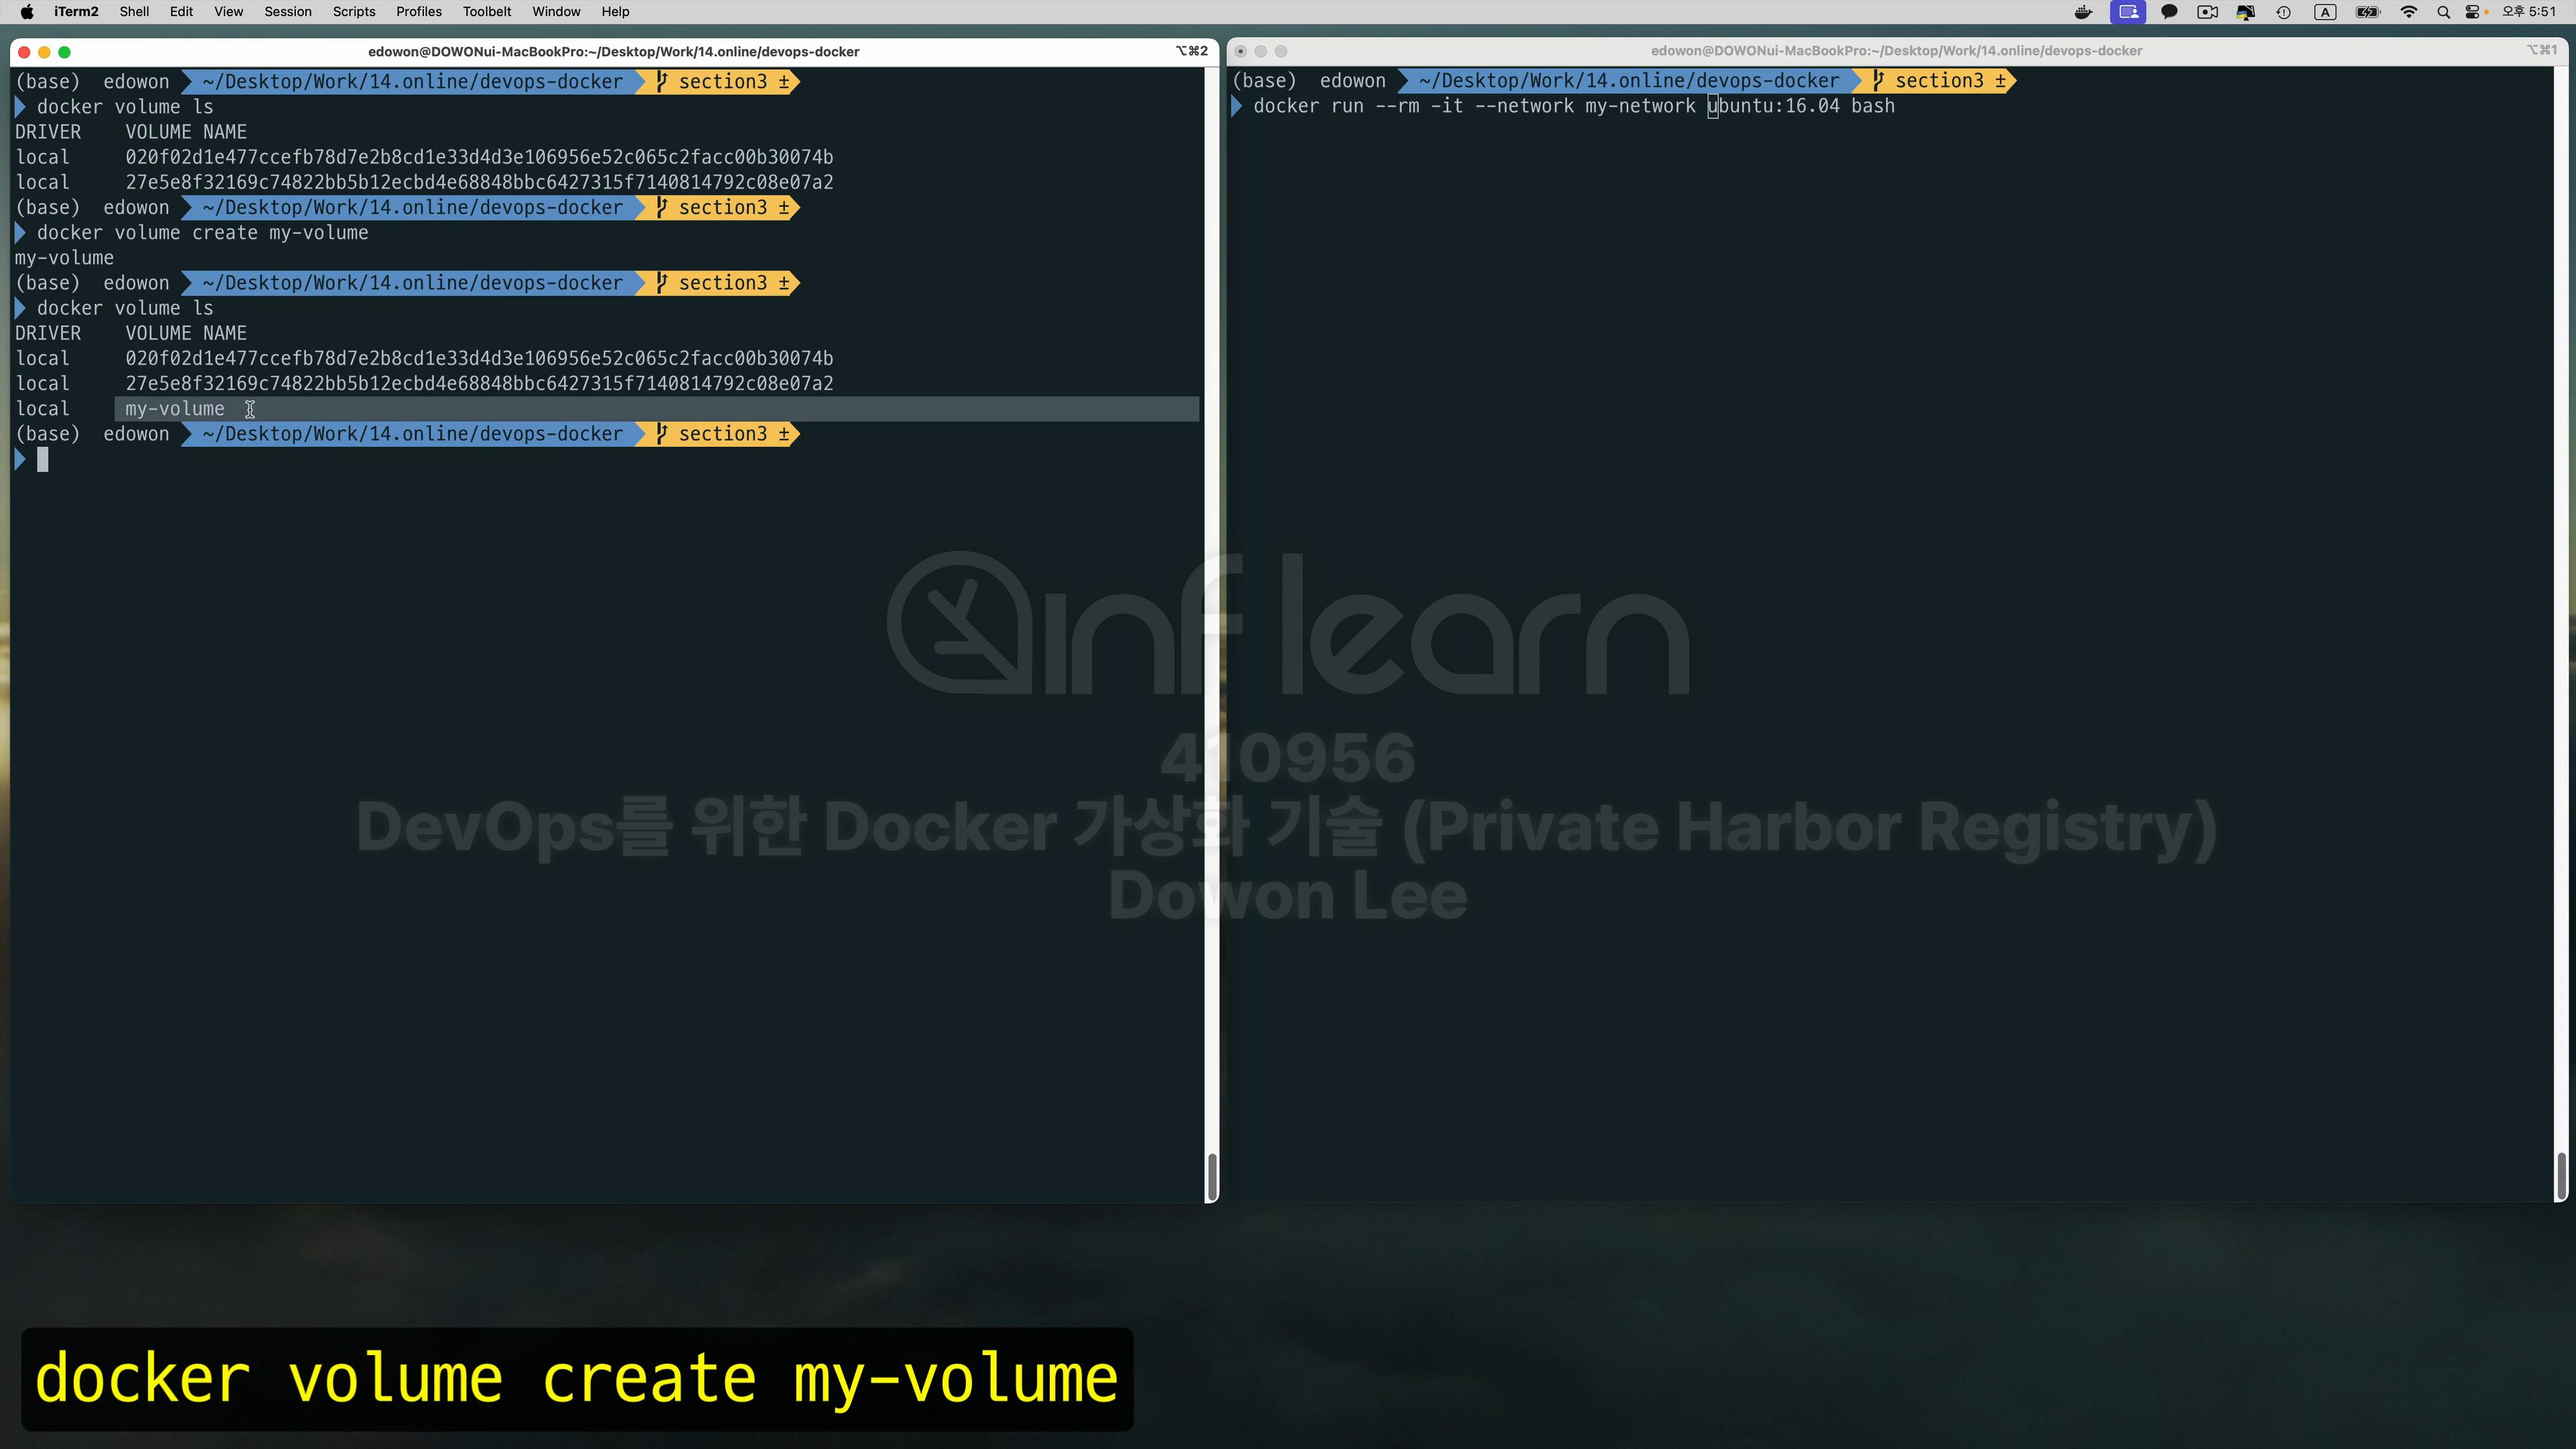 iTerm2 Shell Edit View Session Scripts Profiles Toolbelt Window Help A 오후 5:51
edowon@DOWONui-MacBookPro:~/Desktop/Work/14.online/devops-docker ⌥⌘2
(base) edowon ~/Desktop/Work/14.online/devops-docker section3 ±
docker volume ls
DRIVER VOLUME NAME
local 020f02d1e477ccefb78d7e2b8cd1e33d4d3e106956e52c065c2facc00b30074b
local 27e5e8f32169c74822bb5b12ecbd4e68848bbc6427315f7140814792c08e07a2
(base) edowon ~/Desktop/Work/14.online/devops-docker section3 ±
docker volume create my-volume
my-volume
(base) edowon ~/Desktop/Work/14.online/devops-docker section3 ±
docker volume ls
DRIVER VOLUME NAME
local 020f02d1e477ccefb78d7e2b8cd1e33d4d3e106956e52c065c2facc00b30074b
local 27e5e8f32169c74822bb5b12ecbd4e68848bbc6427315f7140814792c08e07a2
local my-volume
(base) edowon ~/Desktop/Work/14.online/devops-docker section3 ±
edowon@DOWONui-MacBookPro:~/Desktop/Work/14.online/devops-docker ⌥⌘1
(base) edowon ~/Desktop/Work/14.online/devops-docker section3 ±
docker run --rm -it --network my-network ubuntu:16.04 bash
inflearn
410956
DevOps를 위한 Docker 가상화 기술 (Private Harbor Registry)
Dowon Lee
docker volume create my-volume